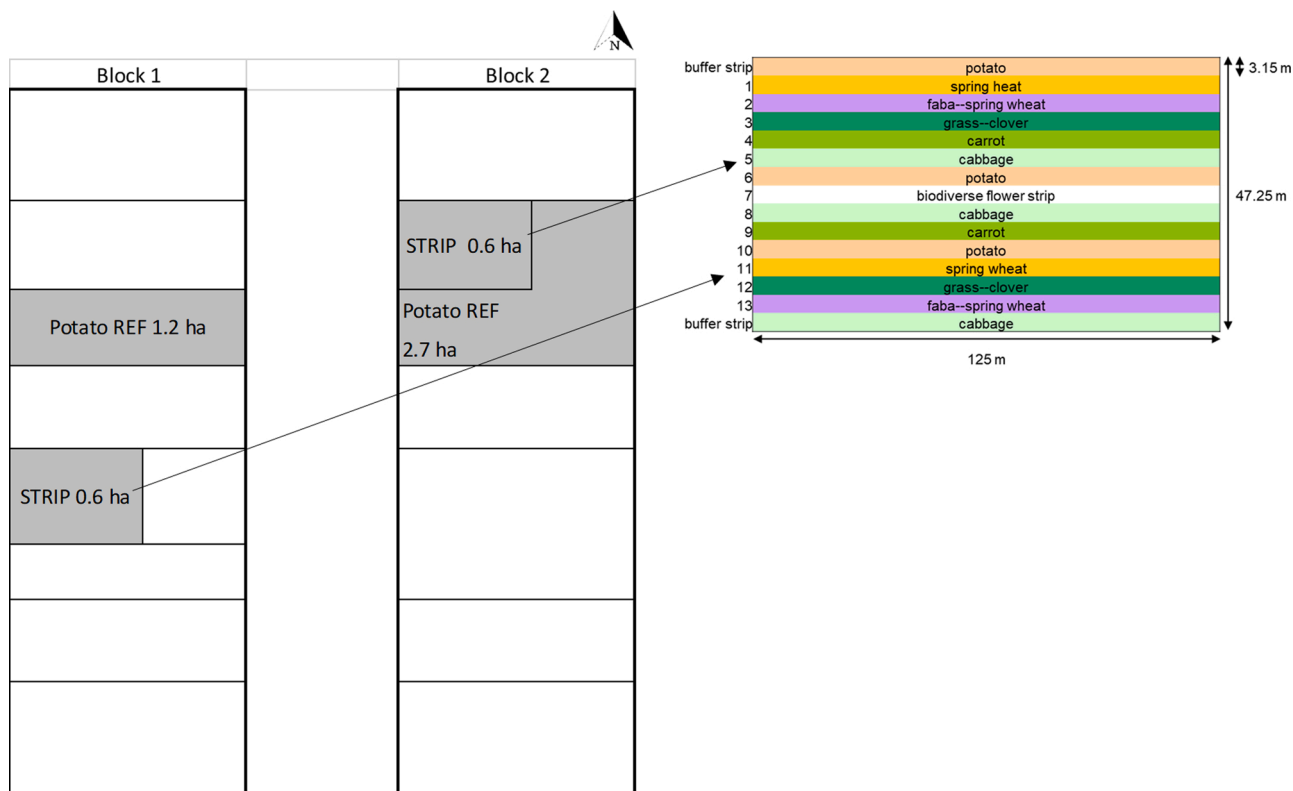 N
Block 1
Block 2
STRIP 0.6 ha
Potato REF 1.2 ha
Potato REF
2.7 ha
STRIP 0.6 ha
buffer strip potato 3.15 m
1 spring heat
2 faba--spring wheat
3 grass--clover
4 carrot
5 cabbage
6 potato
7 biodiverse flower strip 47.25 m
8 cabbage
9 carrot
10 potato
11 spring wheat
12 grass--clover
13 faba--spring wheat
buffer strip cabbage
125 m